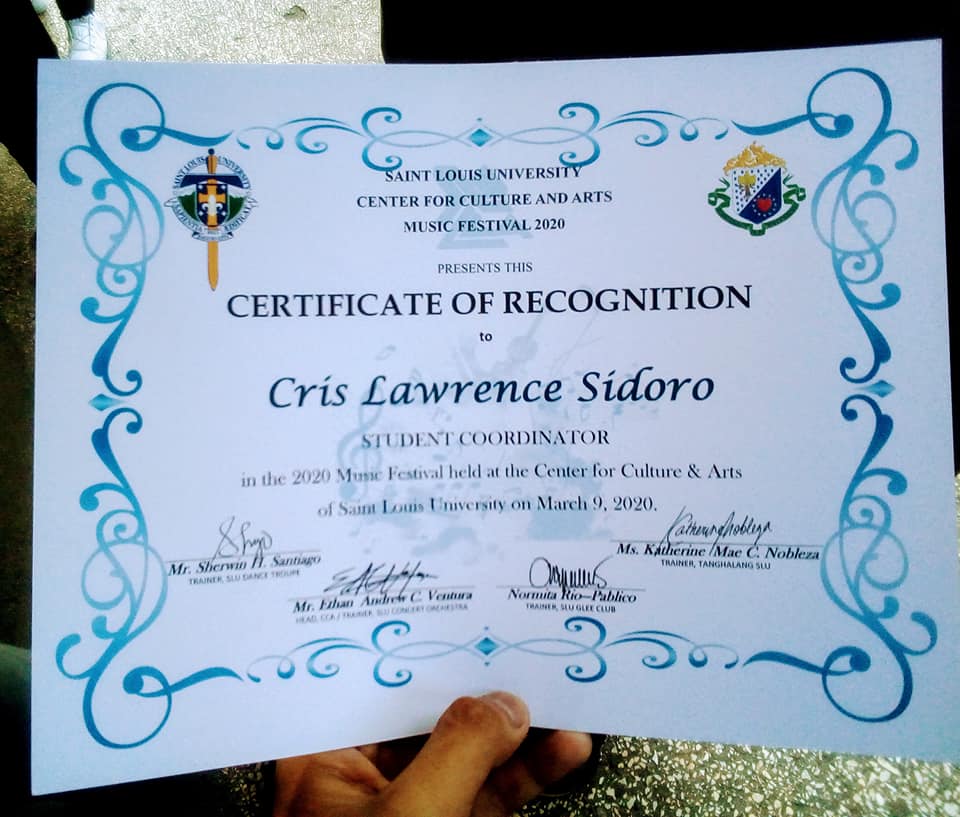 SAINT LOUIS UNIVERSITY
CENTER FOR CULTURE AND ARTS
MUSIC FESTIVAL 2020
PRESENTS THIS
CERTIFICATE OF RECOGNITION
to
Cris Lawrence Sidoro
STUDENT COORDINATOR
in the 2020 Music Festival held at the Center for Culture & Arts
of Saint Louis University on March 9, 2020.
Mr. Sherwin H. Santiago
TRAINER, SLU DANCE TROUPE
Mr. Ethan Andrew C. Ventura
HEAD, CCA / TRAINER, SLU CONCERT ORCHESTRA
Normita Rio-Pablico
TRAINER, SLU GLEE CLUB
Ms. Katherine Mae C. Nobleza
TRAINER, TANGHALANG SLU
SAINT LOUIS UNIVERSITY